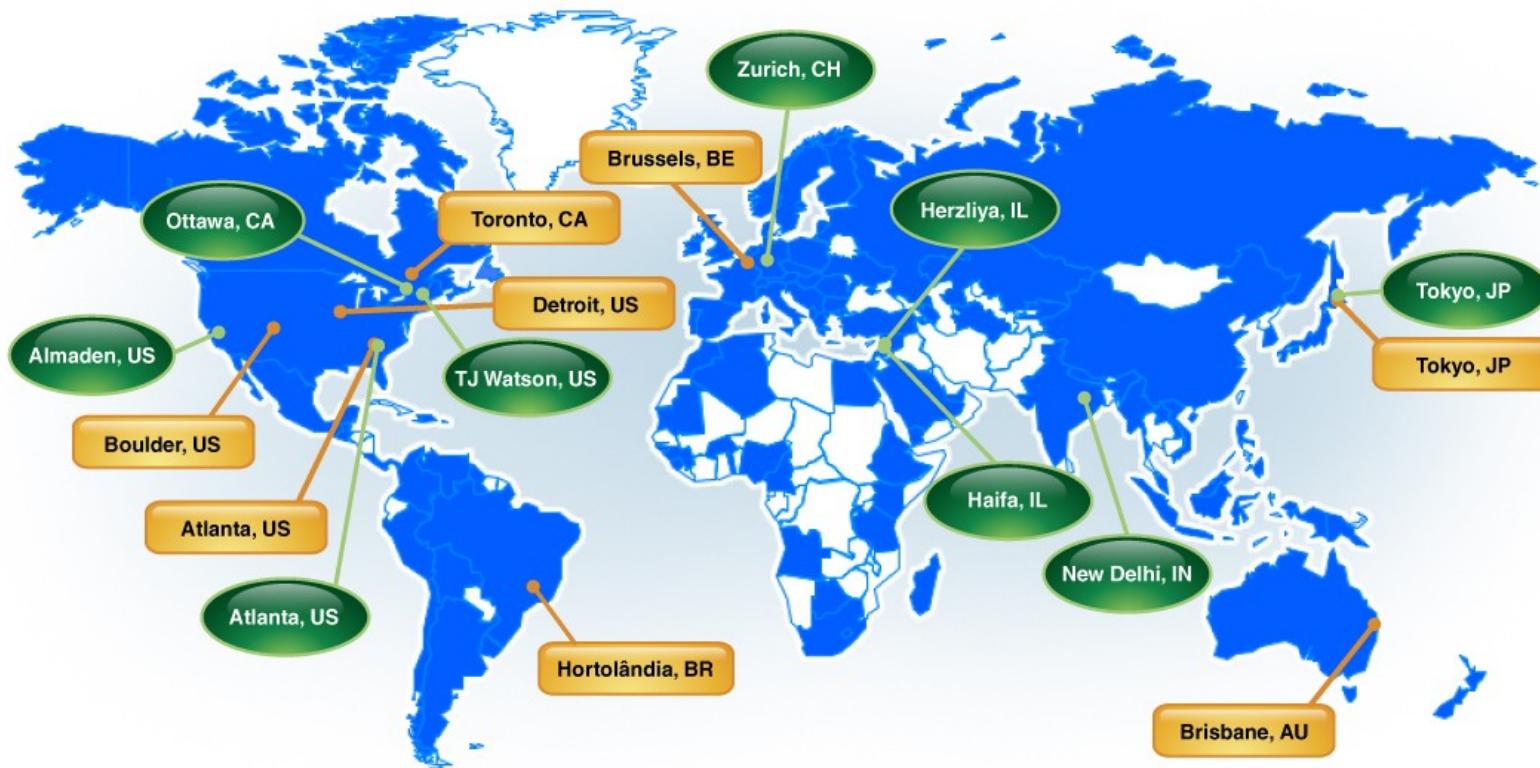 Zurich, CH
Brussels, BE
Ottawa, CA
Toronto, CA
Herzliya, IL
Tokyo, JP
Detroit, US
Almaden, US
TJ Watson, US
Tokyo, JP
Boulder, US
Haifa, IL
Atlanta, US
New Delhi, IN
Atlanta, US
Hortolândia, BR
Brisbane, AU